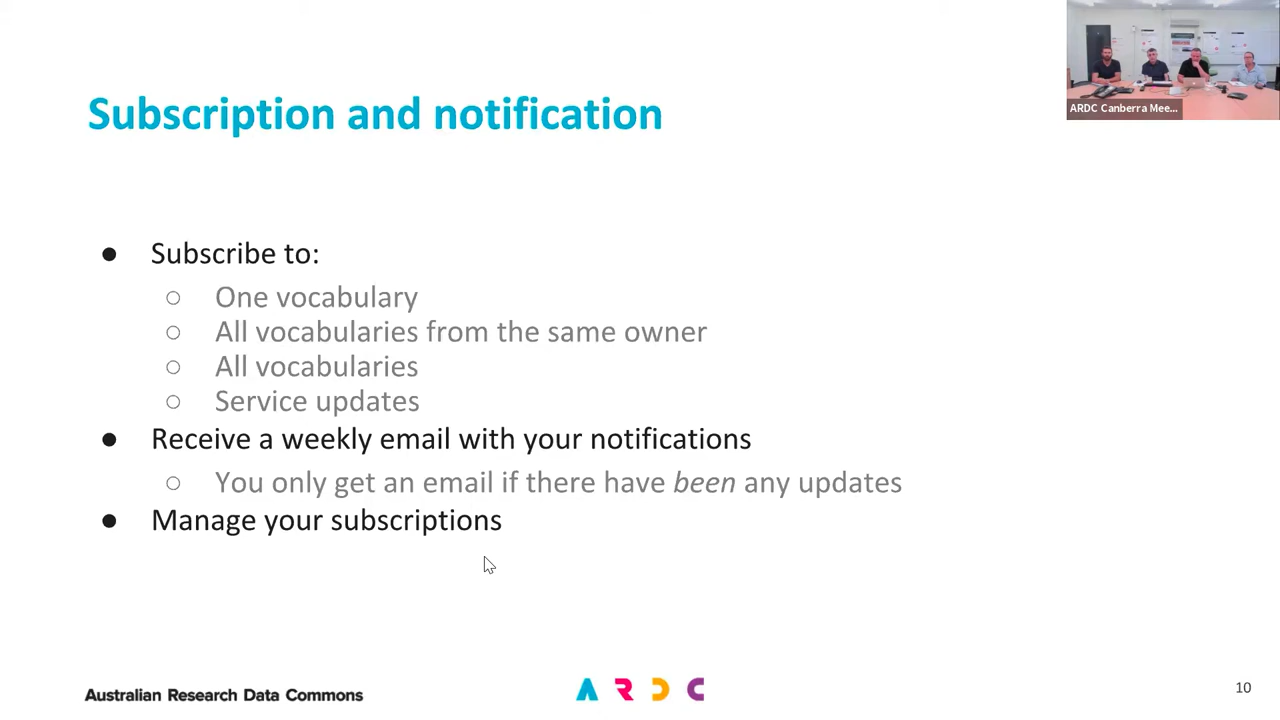 ARDC Canberra Mee...
Subscription and notification
● Subscribe to:
○ One vocabulary
○ All vocabularies from the same owner
○ All vocabularies
○ Service updates
● Receive a weekly email with your notifications
○ You only get an email if there have been any updates
● Manage your subscriptions
Australian Research Data Commons
ARDC
10